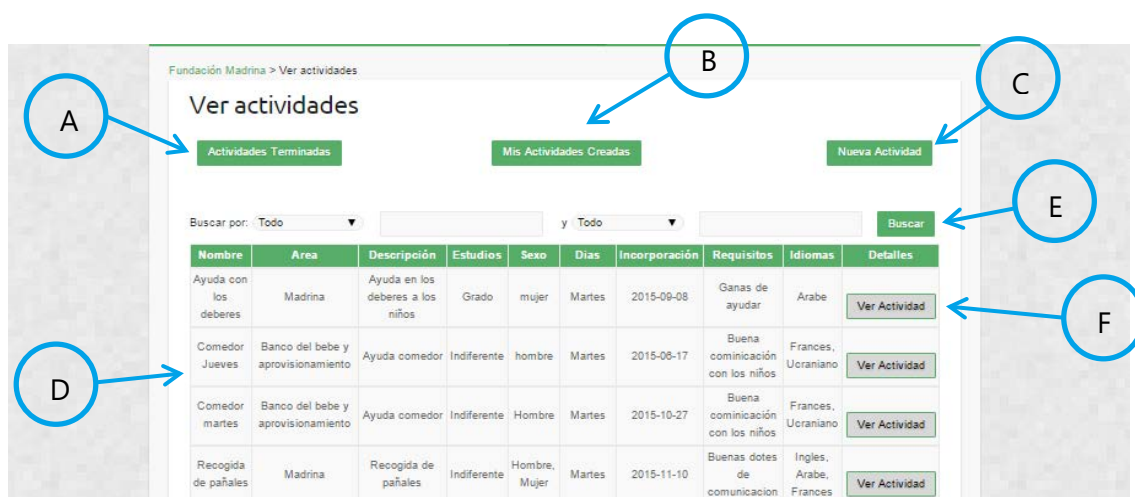 B
C
A
Fundación Madrina > Ver actividades
Ver actividades
Actividades Terminadas Mis Actividades Creadas Nueva Actividad
E
Buscar por: Todo y Todo Buscar
Nombre Area Descripción Estudios Sexo Dias Incorporación Requisitos Idiomas Detalles
Ayuda con los deberes Madrina Ayuda en los deberes a los niños Grado mujer Martes 2015-09-08 Ganas de ayudar Arabe Ver Actividad
F
Comedor Jueves Banco del bebe y aprovisionamiento Ayuda comedor Indiferente hombre Martes 2015-06-17 Buena cominicación con los niños Frances, Ucraniano Ver Actividad
D
Comedor martes Banco del bebe y aprovisionamiento Ayuda comedor Indiferente Hombre Martes 2015-10-27 Buena cominicación con los niños Frances, Ucraniano Ver Actividad
Recogida de pañales Madrina Recogida de pañales Indiferente Hombre, Mujer Martes 2015-11-10 Buenas dotes de comunicacion Ingles, Arabe, Frances Ver Actividad